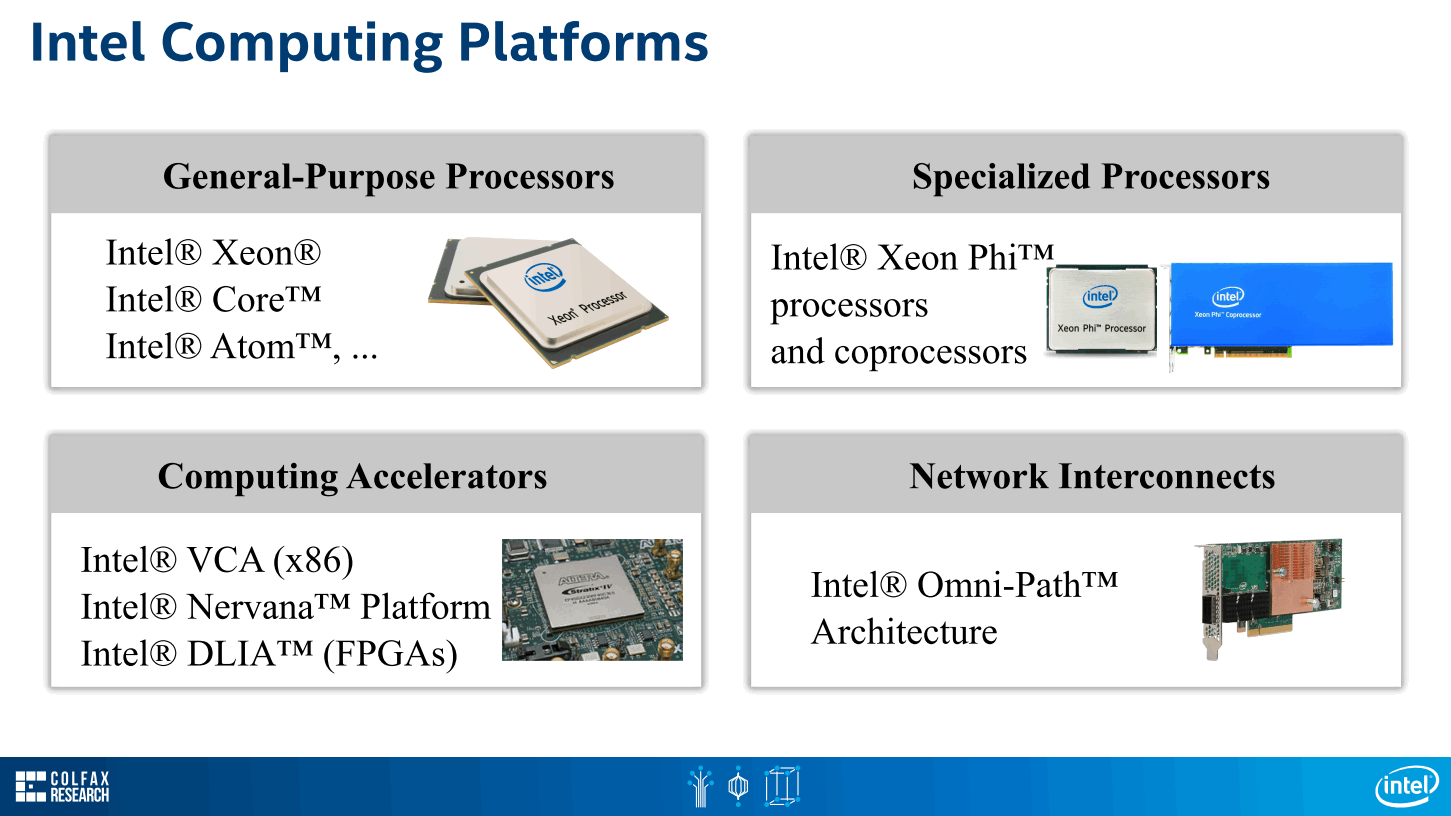 Intel Computing Platforms
General-Purpose Processors
Intel® Xeon®
Intel® Core™
Intel® Atom™, ...
intel
Xeon® Processor
Specialized Processors
Intel® Xeon Phi™
processors
and coprocessors
intel
Xeon Phi™ Processor
intel
Xeon Phi™ Coprocessor
Computing Accelerators
Intel® VCA (x86)
Intel® Nervana™ Platform
Intel® DLIA™ (FPGAs)
ALTERA
Stratix® IV
Network Interconnects
Intel® Omni-Path™
Architecture
COLFAX
RESEARCH
intel